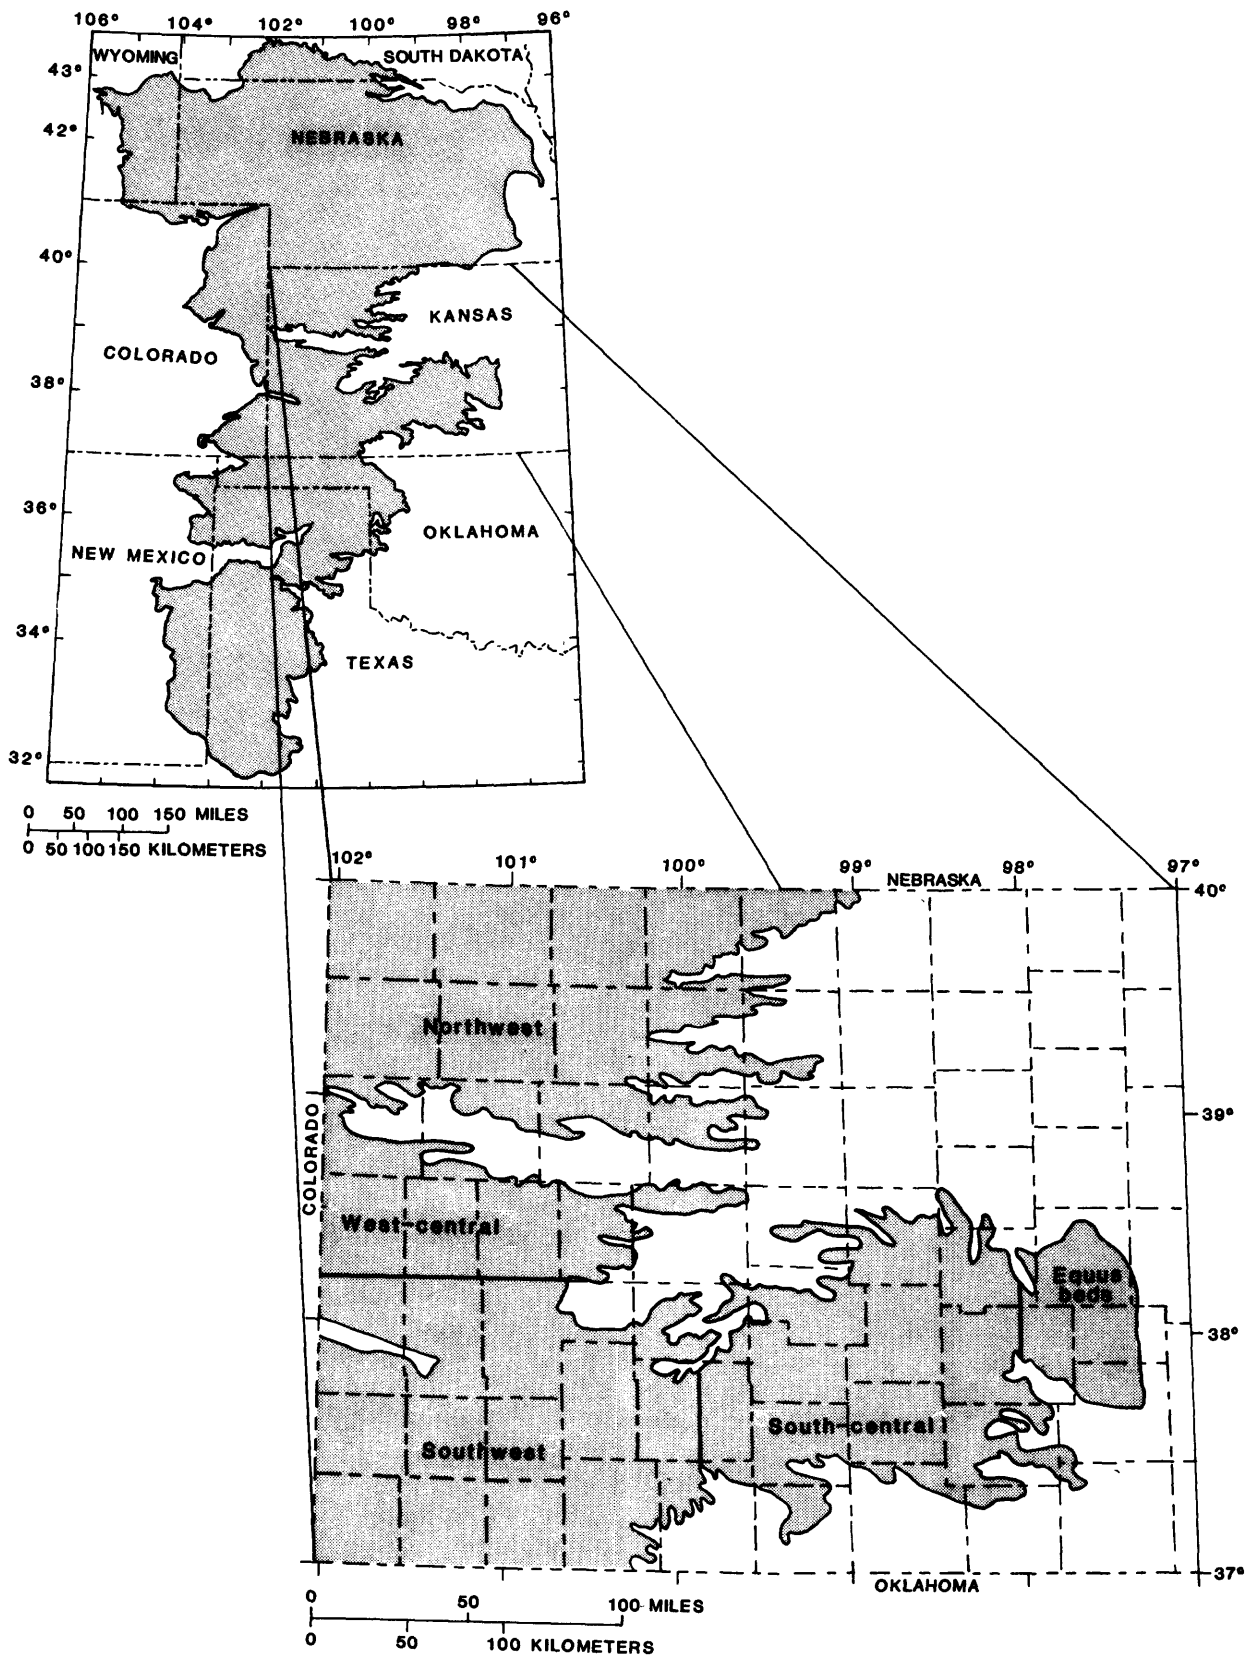 106° 104° 102° 100° 98° 96°
WYOMING SOUTH DAKOTA
43°
42°
NEBRASKA
40°
KANSAS
COLORADO
38°
36°
OKLAHOMA
NEW MEXICO
34°
TEXAS
32°
0 50 100 150 MILES
0 50 100 150 KILOMETERS
102° 101° 100° 99° 98° 97°
NEBRASKA
40°
Northwest
39°
COLORADO
West-central
Equus
beds
38°
South-central
Southwest
37°
OKLAHOMA
0 50 100 MILES
0 50 100 KILOMETERS